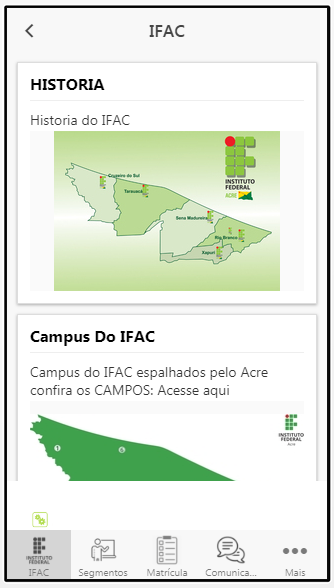 IFAC
HISTORIA
Historia do IFAC
INSTITUTO
FEDERAL
ACRE
Cruzeiro do Sul
Tarauacá
Sena Madureira
Rio Branco
Xapuri
Campus Do IFAC
Campus do IFAC espalhados pelo Acre
confira os CAMPOS: Acesse aqui
INSTITUTO
FEDERAL
Acre
1
6
INSTITUTO
FEDERAL
IFAC
Segmentos
Matrícula
Comunica...
Mais